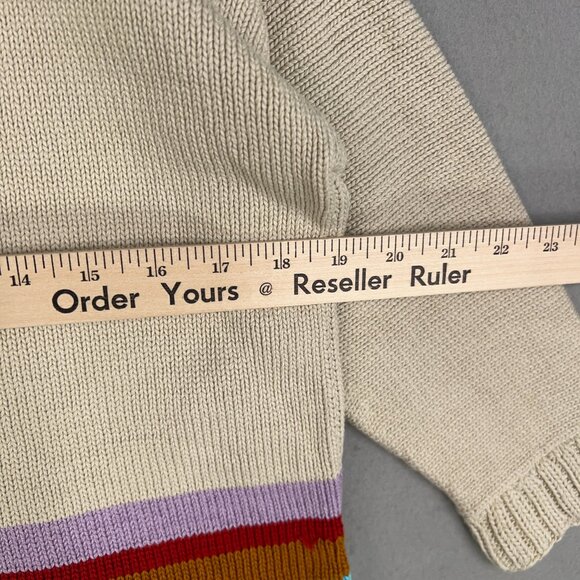 14 15 16 17 18 19 20 21 22 23
Order Yours @ Reseller Ruler